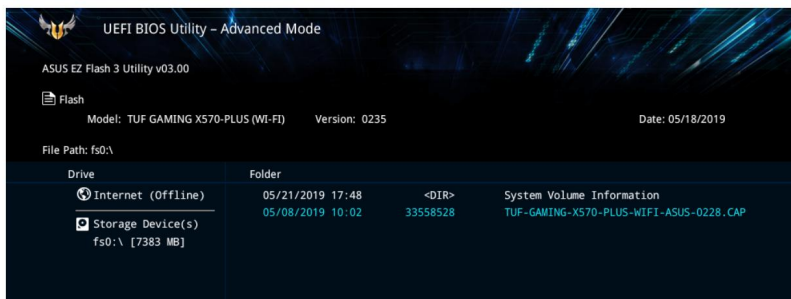 UEFI BIOS Utility – Advanced Mode
ASUS EZ Flash 3 Utility v03.00
Flash
Model: TUF GAMING X570-PLUS (WI-FI) Version: 0235 Date: 05/18/2019
File Path: fs0:\
Drive Folder
Internet (Offline) 05/21/2019 17:48 <DIR> System Volume Information
05/08/2019 10:02 33558528 TUF-GAMING-X570-PLUS-WIFI-ASUS-0228.CAP
Storage Device(s)
fs0:\ [7383 MB]